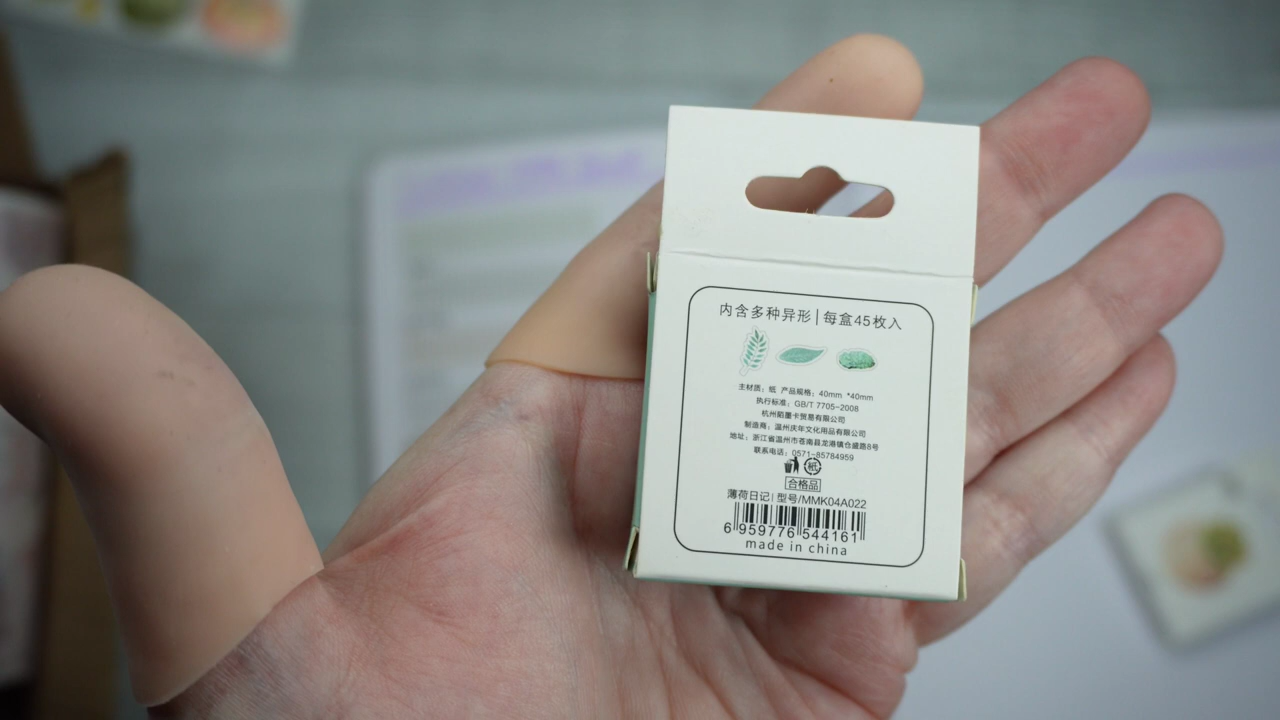 内含多种异形|每盒45枚入
主材质：纸 产品规格：40mm *40mm
执行标准：GB/T 7705-2008
杭州陌墨卡贸易有限公司
制造商：温州庆年文化用品有限公司
地址：浙江省温州市苍南县龙港镇仓盛路8号
联系电话：0571-85784959
紙
合格品
薄荷日记|型号/MMK04A022
6 959776 544161
made in china